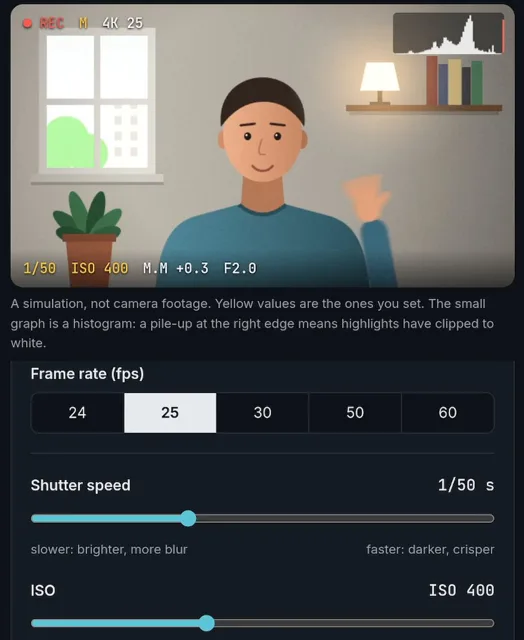 REC M 4K 25
1/50 ISO 400 M.M +0.3 F2.0
A simulation, not camera footage. Yellow values are the ones you set. The small
graph is a histogram: a pile-up at the right edge means highlights have clipped to
white.
Frame rate (fps)
24 25 30 50 60
Shutter speed 1/50 s
slower: brighter, more blur faster: darker, crisper
ISO ISO 400